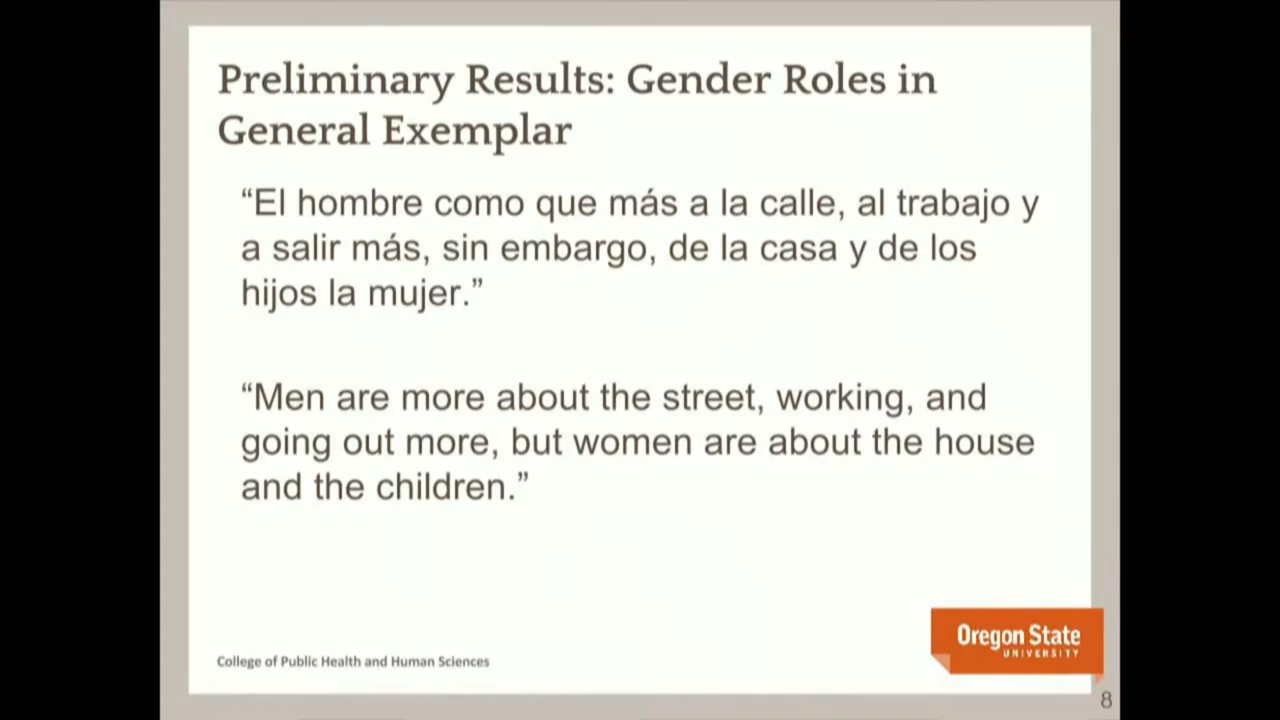 Preliminary Results: Gender Roles in
General Exemplar
“El hombre como que más a la calle, al trabajo y
a salir más, sin embargo, de la casa y de los
hijos la mujer.”
“Men are more about the street, working, and
going out more, but women are about the house
and the children.”
College of Public Health and Human Sciences
Oregon State
UNIVERSITY
8